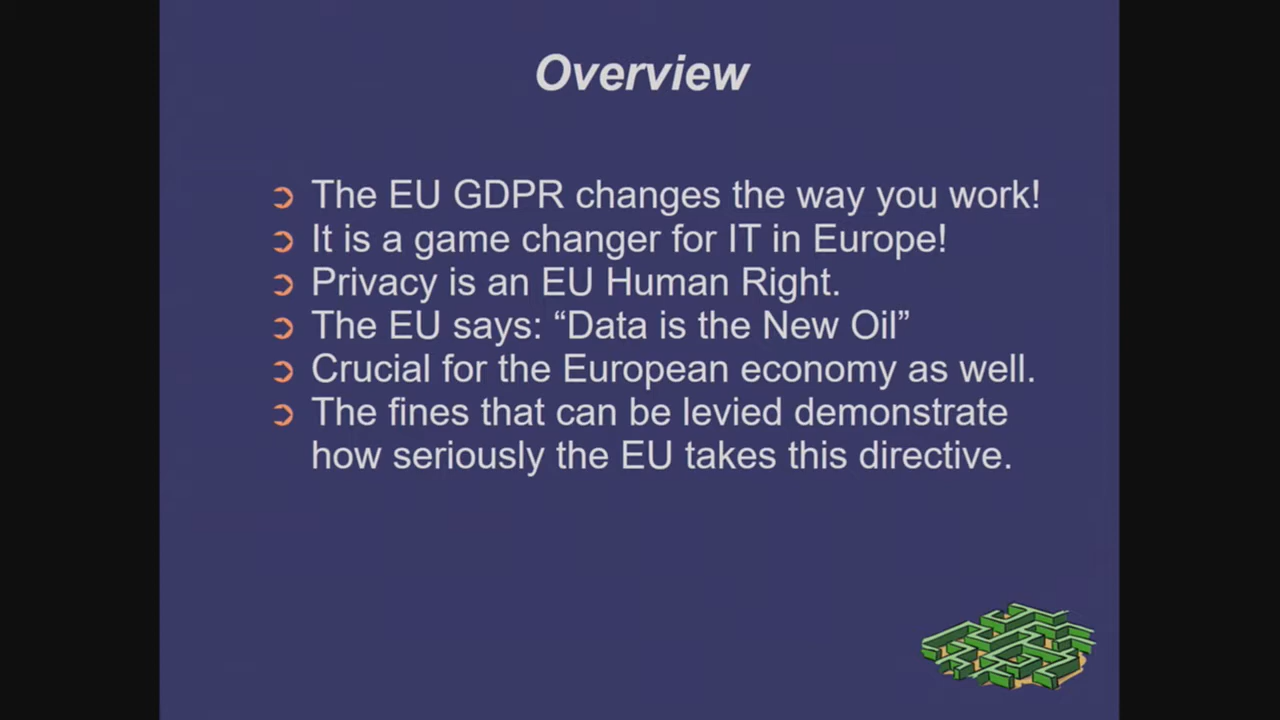 Overview
The EU GDPR changes the way you work!
It is a game changer for IT in Europe!
Privacy is an EU Human Right.
The EU says: “Data is the New Oil”
Crucial for the European economy as well.
The fines that can be levied demonstrate
how seriously the EU takes this directive.